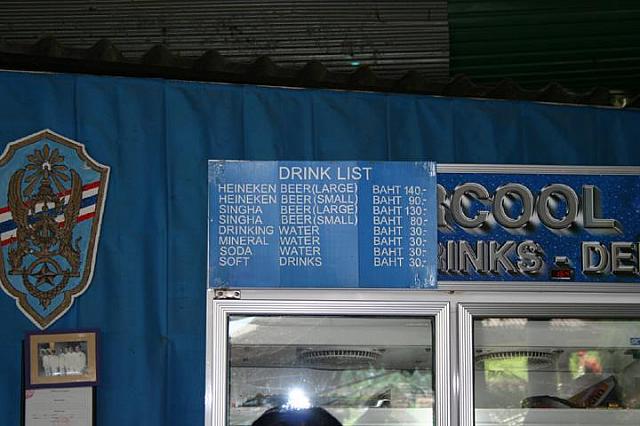 DRINK LIST
HEINEKEN BEER(LARGE) BAHT 140.-
HEINEKEN BEER(SMALL) BAHT 90.-
SINGHA BEER(LARGE) BAHT 130.-
SINGHA BEER(SMALL) BAHT 80.-
DRINKING WATER BAHT 30.-
MINERAL WATER BAHT 30.-
SODA WATER BAHT 30.-
SOFT DRINKS BAHT 30.-
RCOOL
RINKS - DE